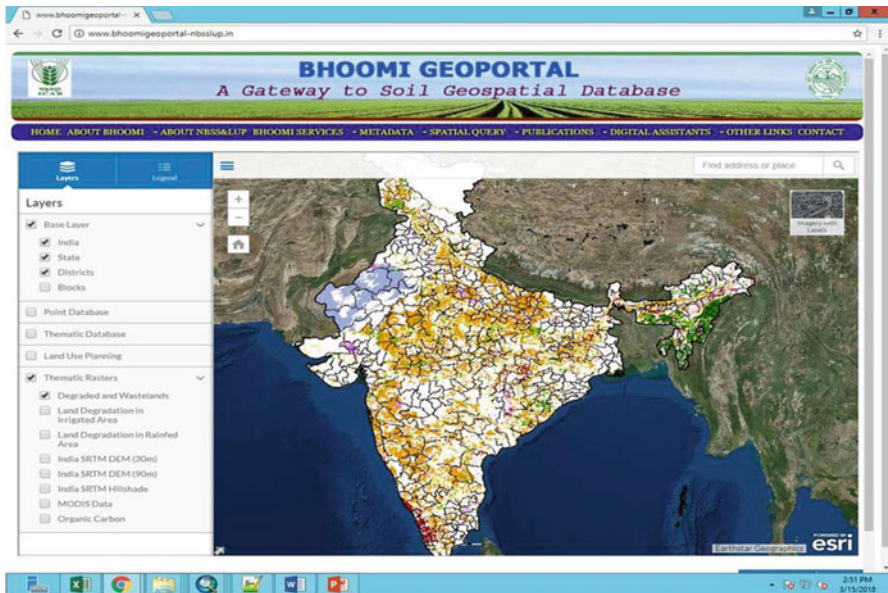 www.bhoomigeoportal-
www.bhoomigeoportal-nbsslup.in
BHOOMI GEOPORTAL
A Gateway to Soil Geospatial Database
ICAR
HOME ABOUT BHOOMI - ABOUT NBSS&LUP BHOOMI SERVICES - METADATA - SPATIAL QUERY - PUBLICATIONS - DIGITAL ASSISTANTS - OTHER LINKS CONTACT
Layers
Legend
Find address or place
Layers
Base Layer
India
State
Districts
Blocks
Point Database
Thematic Database
Land Use Planning
Thematic Rasters
Degraded and Wastelands
Land Degradation in
Irrigated Area
Land Degradation in Rainfed
Area
India SRTM DEM (30m)
India SRTM DEM (90m)
India SRTM Hillshade
MODIS Data
Organic Carbon
Imagery with
Labels
Earthstar Geographics
POWERED BY
esri
2:51 PM
3/15/2018